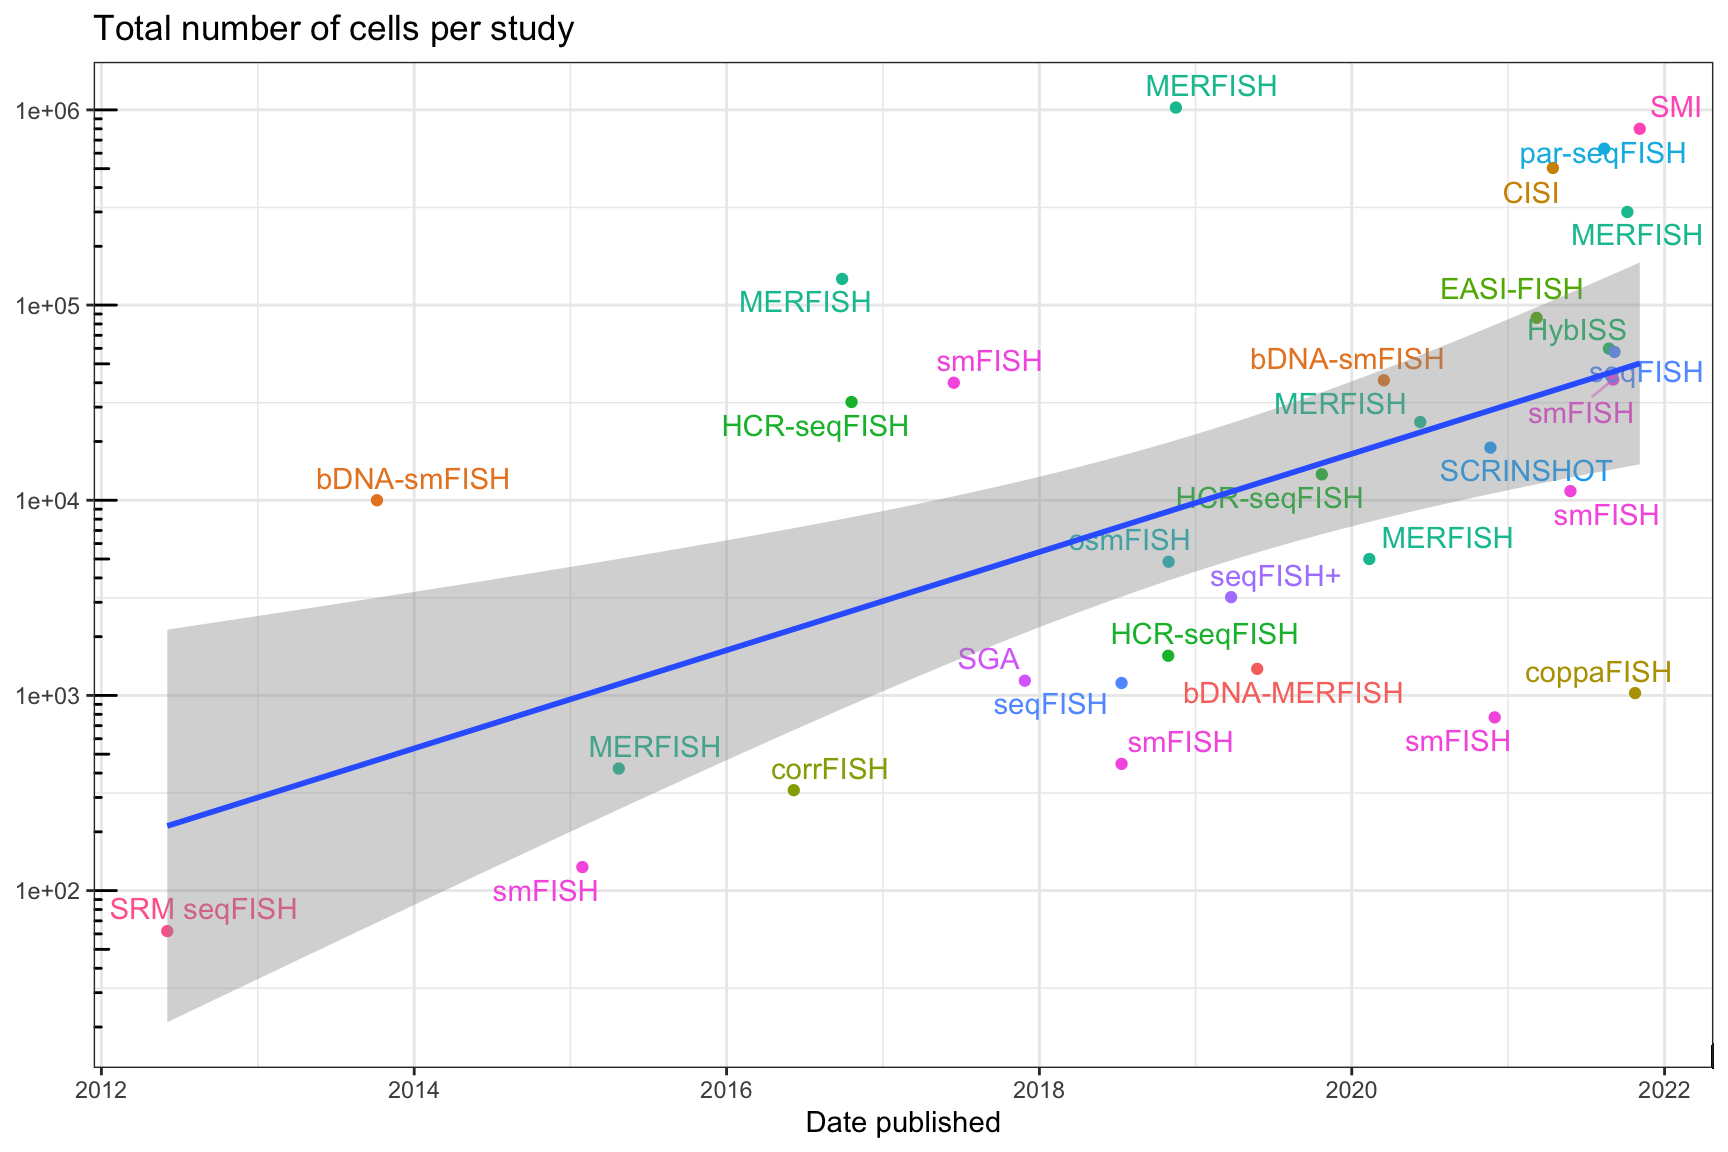 Total number of cells per study
1e+06
1e+05
1e+04
1e+03
1e+02
MERFISH
SMI
par-seqFISH
CISI
MERFISH
EASI-FISH
MERFISH
HybISS
smFISH
bDNA-smFISH
seqFISH
MERFISH
smFISH
HCR-seqFISH
SCRINSHOT
bDNA-smFISH
HCR-seqFISH
smFISH
osmFISH
MERFISH
seqFISH+
HCR-seqFISH
SGA
coppaFISH
bDNA-MERFISH
seqFISH
smFISH
smFISH
MERFISH
corrFISH
smFISH
SRM seqFISH
2012
2014
2016
2018
2020
2022
Date published